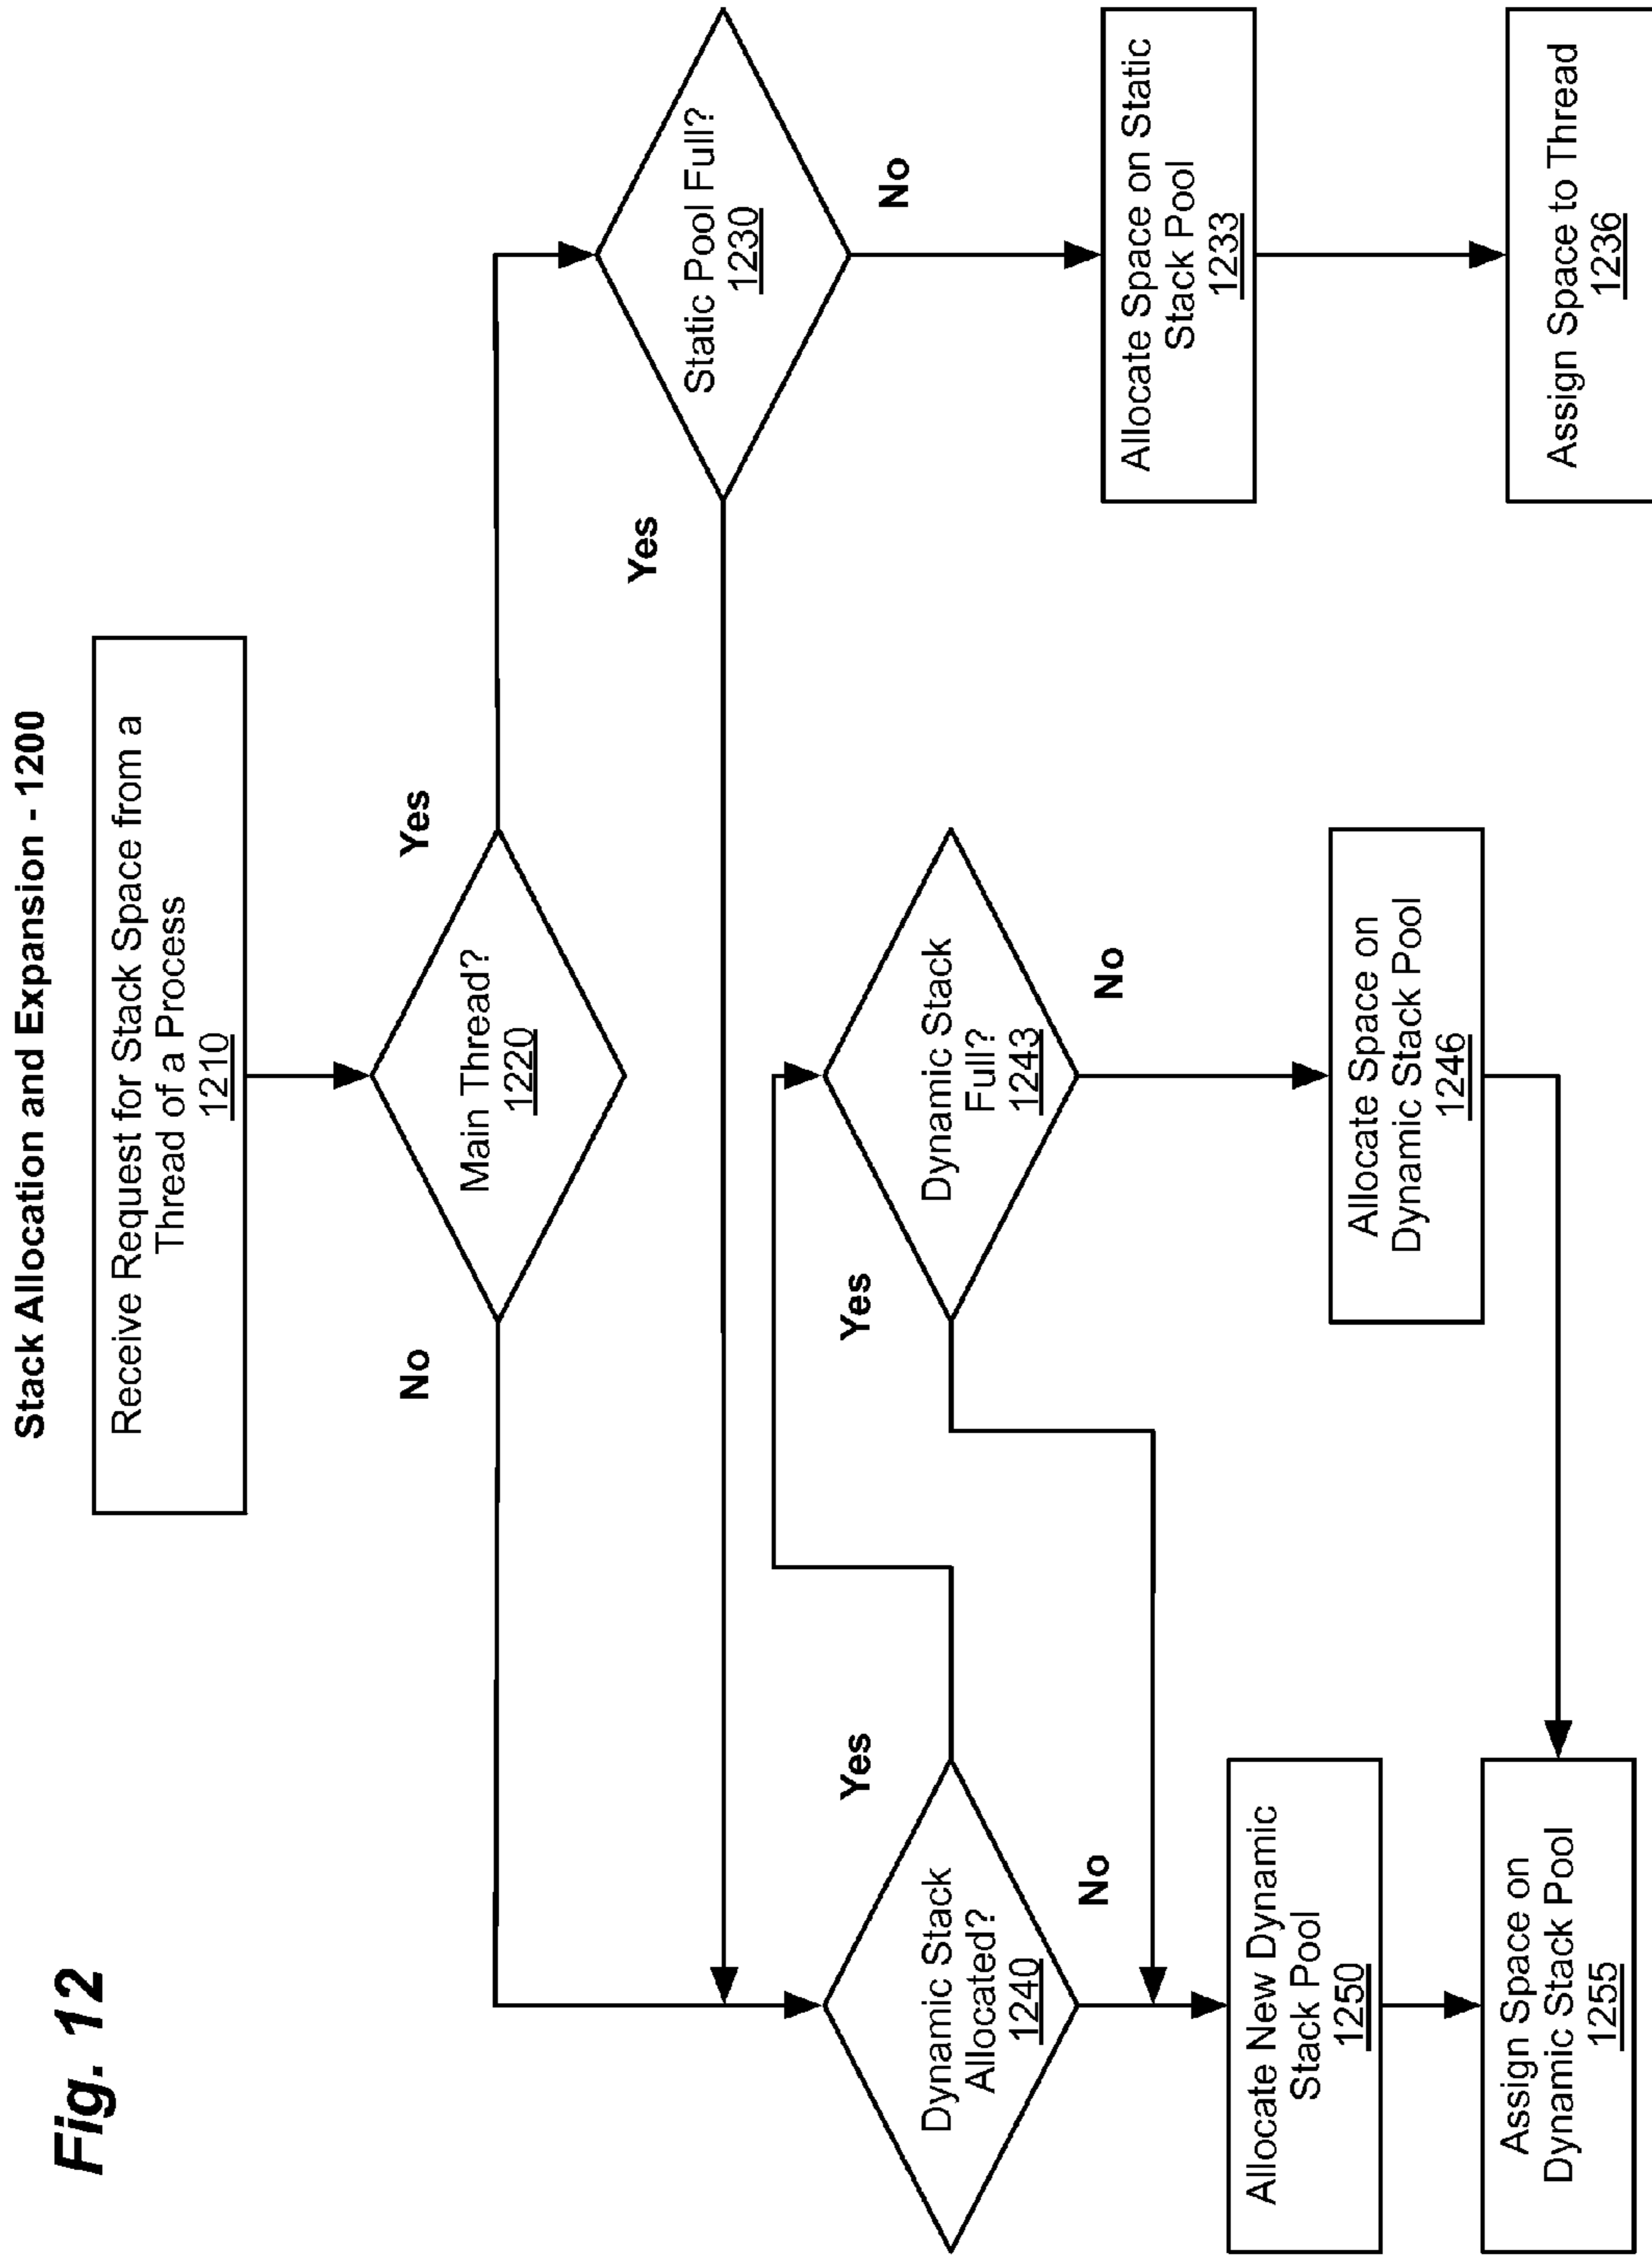 Fig. 12
Stack Allocation and Expansion - 1200
Receive Request for Stack Space from a
Thread of a Process
1210
Main Thread?
1220
No
Yes
Static Pool Full?
1230
Yes
No
Dynamic Stack
Allocated?
1240
Yes
No
Dynamic Stack
Full?
1243
Yes
No
Allocate Space on Static
Stack Pool
1233
Allocate New Dynamic
Stack Pool
1250
Allocate Space on
Dynamic Stack Pool
1246
Assign Space on
Dynamic Stack Pool
1255
Assign Space to Thread
1236